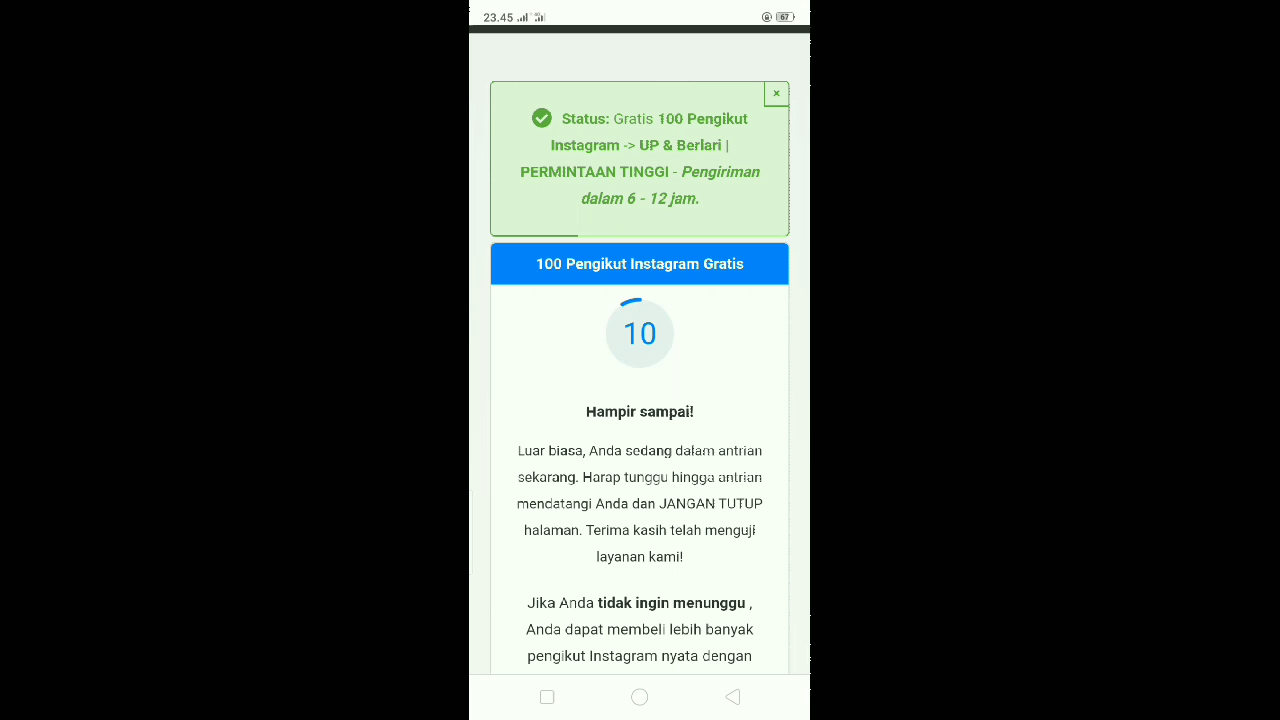 23.45
67
×
Status: Gratis 100 Pengikut
Instagram -> UP & Berlari |
PERMINTAAN TINGGI - Pengiriman
dalam 6 - 12 jam.
100 Pengikut Instagram Gratis
10
Hampir sampai!
Luar biasa, Anda sedang dalam antrian
sekarang. Harap tunggu hingga antrian
mendatangi Anda dan JANGAN TUTUP
halaman. Terima kasih telah menguji
layanan kami!
Jika Anda tidak ingin menunggu ,
Anda dapat membeli lebih banyak
pengikut Instagram nyata dengan